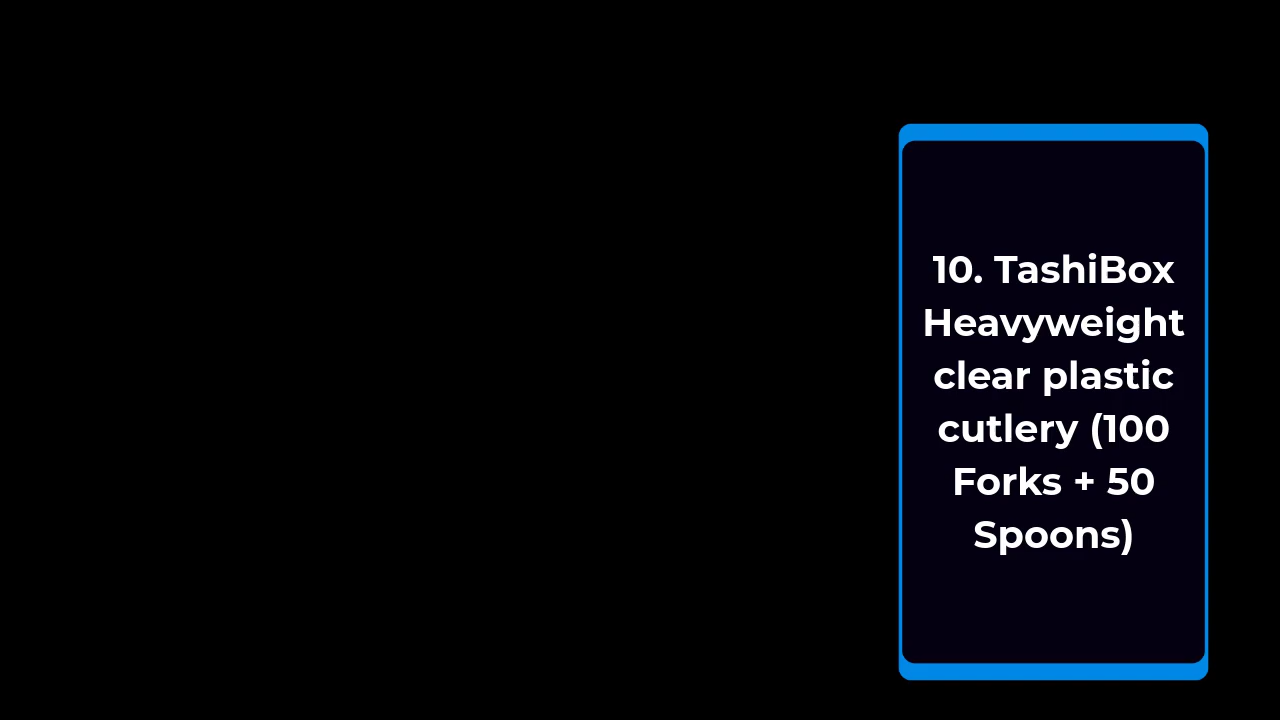 10. TashiBox
Heavyweight
clear plastic
cutlery (100
Forks + 50
Spoons)